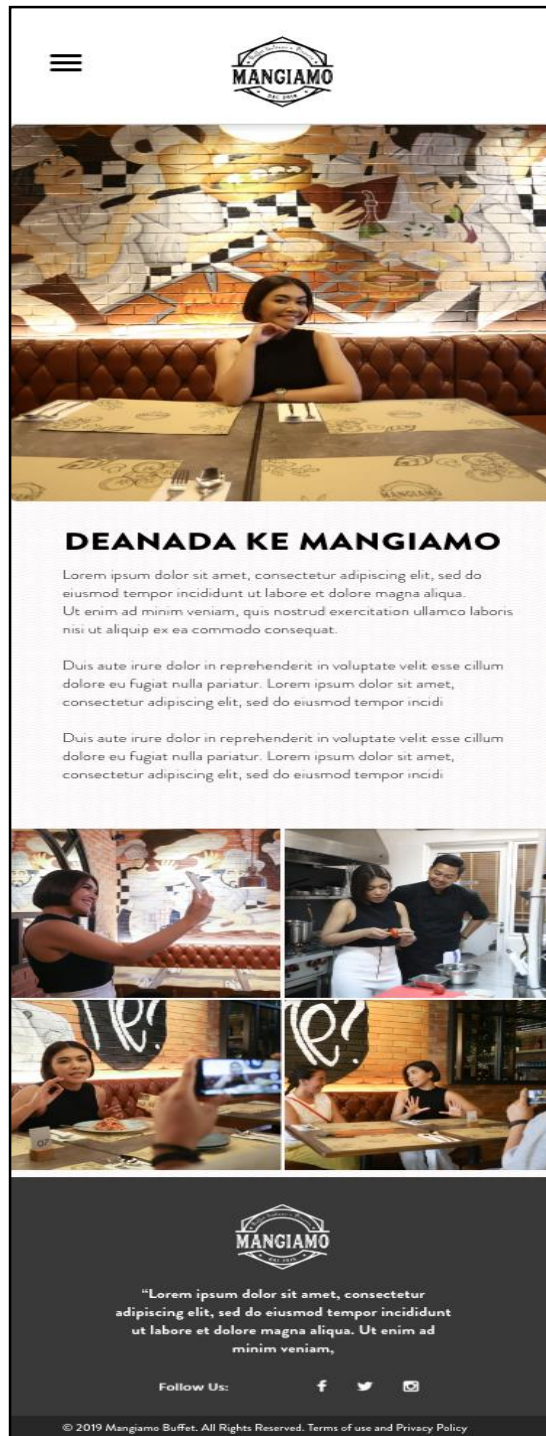 MANGIAMO
EST. 2018
MANGIAMO
DEANADA KE MANGIAMO
Lorem ipsum dolor sit amet, consectetur adipiscing elit, sed do
eiusmod tempor incididunt ut labore et dolore magna aliqua.
Ut enim ad minim veniam, quis nostrud exercitation ullamco laboris
nisi ut aliquip ex ea commodo consequat.
Duis aute irure dolor in reprehenderit in voluptate velit esse cillum
dolore eu fugiat nulla pariatur. Lorem ipsum dolor sit amet,
consectetur adipiscing elit, sed do eiusmod tempor incidi
Duis aute irure dolor in reprehenderit in voluptate velit esse cillum
dolore eu fugiat nulla pariatur. Lorem ipsum dolor sit amet,
consectetur adipiscing elit, sed do eiusmod tempor incidi
MANGIAMO
“Lorem ipsum dolor sit amet, consectetur
adipiscing elit, sed do eiusmod tempor incididunt
ut labore et dolore magna aliqua. Ut enim ad
minim veniam,
Follow Us:
© 2019 Mangiamo Buffet. All Rights Reserved. Terms of use and Privacy Policy